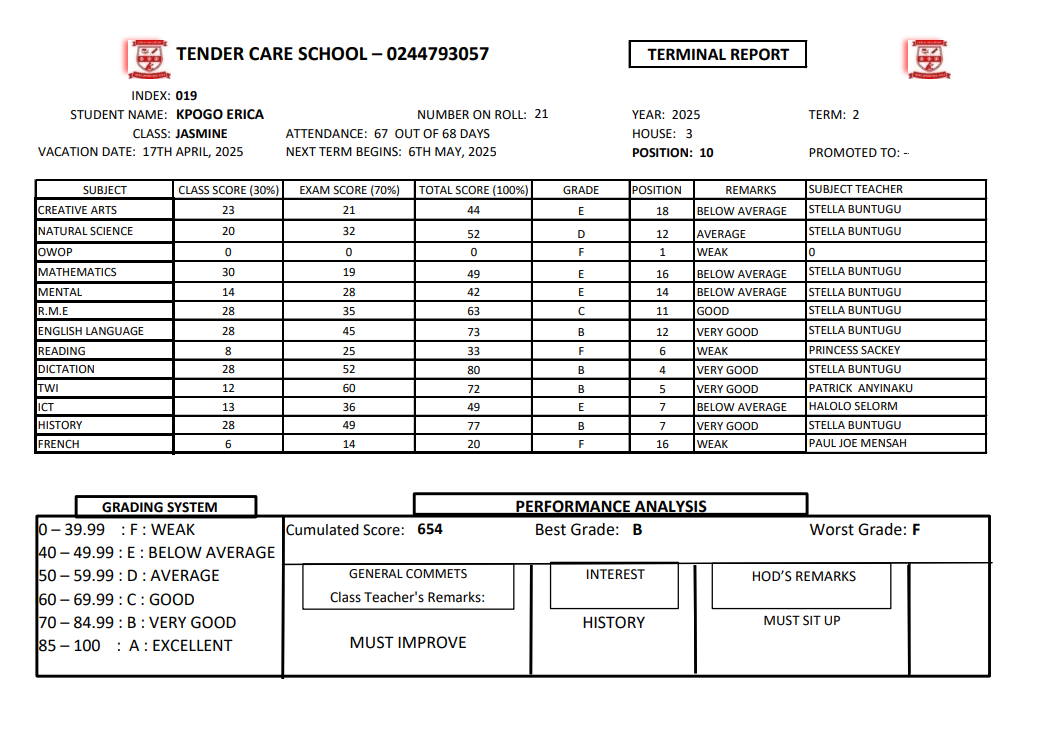 TENDER CARE SCHOOL – 0244793057
TERMINAL REPORT
INDEX: 019
STUDENT NAME: KPOGO ERICA NUMBER ON ROLL: 21 YEAR: 2025 TERM: 2
CLASS: JASMINE ATTENDANCE: 67 OUT OF 68 DAYS HOUSE: 3
VACATION DATE: 17TH APRIL, 2025 NEXT TERM BEGINS: 6TH MAY, 2025 POSITION: 10 PROMOTED TO: --
SUBJECT CLASS SCORE (30%) EXAM SCORE (70%) TOTAL SCORE (100%) GRADE POSITION REMARKS SUBJECT TEACHER
CREATIVE ARTS 23 21 44 E 18 BELOW AVERAGE STELLA BUNTUGU
NATURAL SCIENCE 20 32 52 D 12 AVERAGE STELLA BUNTUGU
OWOP 0 0 0 F 1 WEAK 0
MATHEMATICS 30 19 49 E 16 BELOW AVERAGE STELLA BUNTUGU
MENTAL 14 28 42 E 14 BELOW AVERAGE STELLA BUNTUGU
R.M.E 28 35 63 C 11 GOOD STELLA BUNTUGU
ENGLISH LANGUAGE 28 45 73 B 12 VERY GOOD STELLA BUNTUGU
READING 8 25 33 F 6 WEAK PRINCESS SACKEY
DICTATION 28 52 80 B 4 VERY GOOD STELLA BUNTUGU
TWI 12 60 72 B 5 VERY GOOD PATRICK ANYINAKU
ICT 13 36 49 E 7 BELOW AVERAGE HALOLO SELORM
HISTORY 28 49 77 B 7 VERY GOOD STELLA BUNTUGU
FRENCH 6 14 20 F 16 WEAK PAUL JOE MENSAH
GRADING SYSTEM
0 – 39.99 : F : WEAK
40 – 49.99 : E : BELOW AVERAGE
50 – 59.99 : D : AVERAGE
60 – 69.99 : C : GOOD
70 – 84.99 : B : VERY GOOD
85 – 100 : A : EXCELLENT
PERFORMANCE ANALYSIS
Cumulated Score: 654 Best Grade: B Worst Grade: F
GENERAL COMMETS
Class Teacher's Remarks:
MUST IMPROVE
INTEREST
HISTORY
HOD'S REMARKS
MUST SIT UP